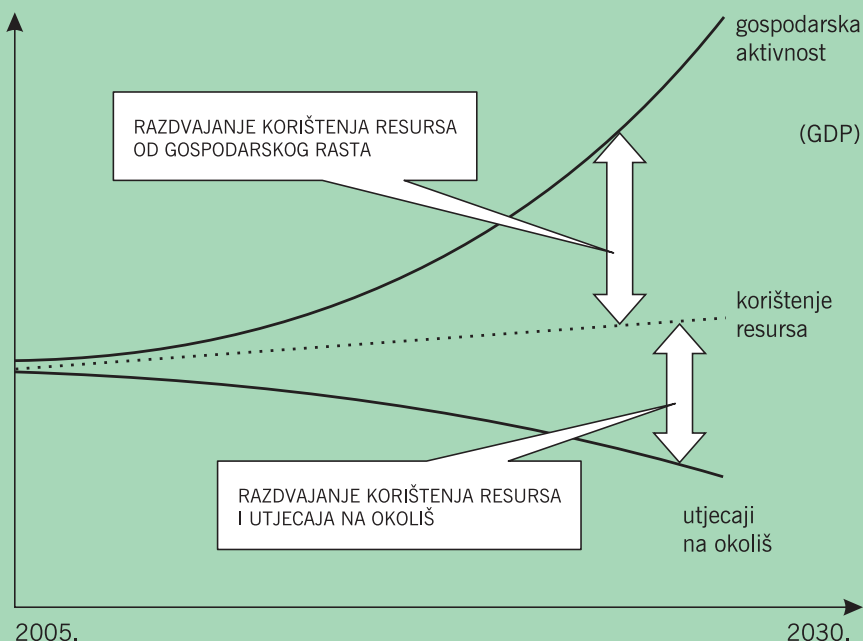 gospodarska
aktivnost
(GDP)
RAZDVAJANJE KORIŠTENJA RESURSA
OD GOSPODARSKOG RASTA
korištenje
resursa
RAZDVAJANJE KORIŠTENJA RESURSA
I UTJECAJA NA OKOLIŠ
utjecaji
na okoliš
2005.
2030.